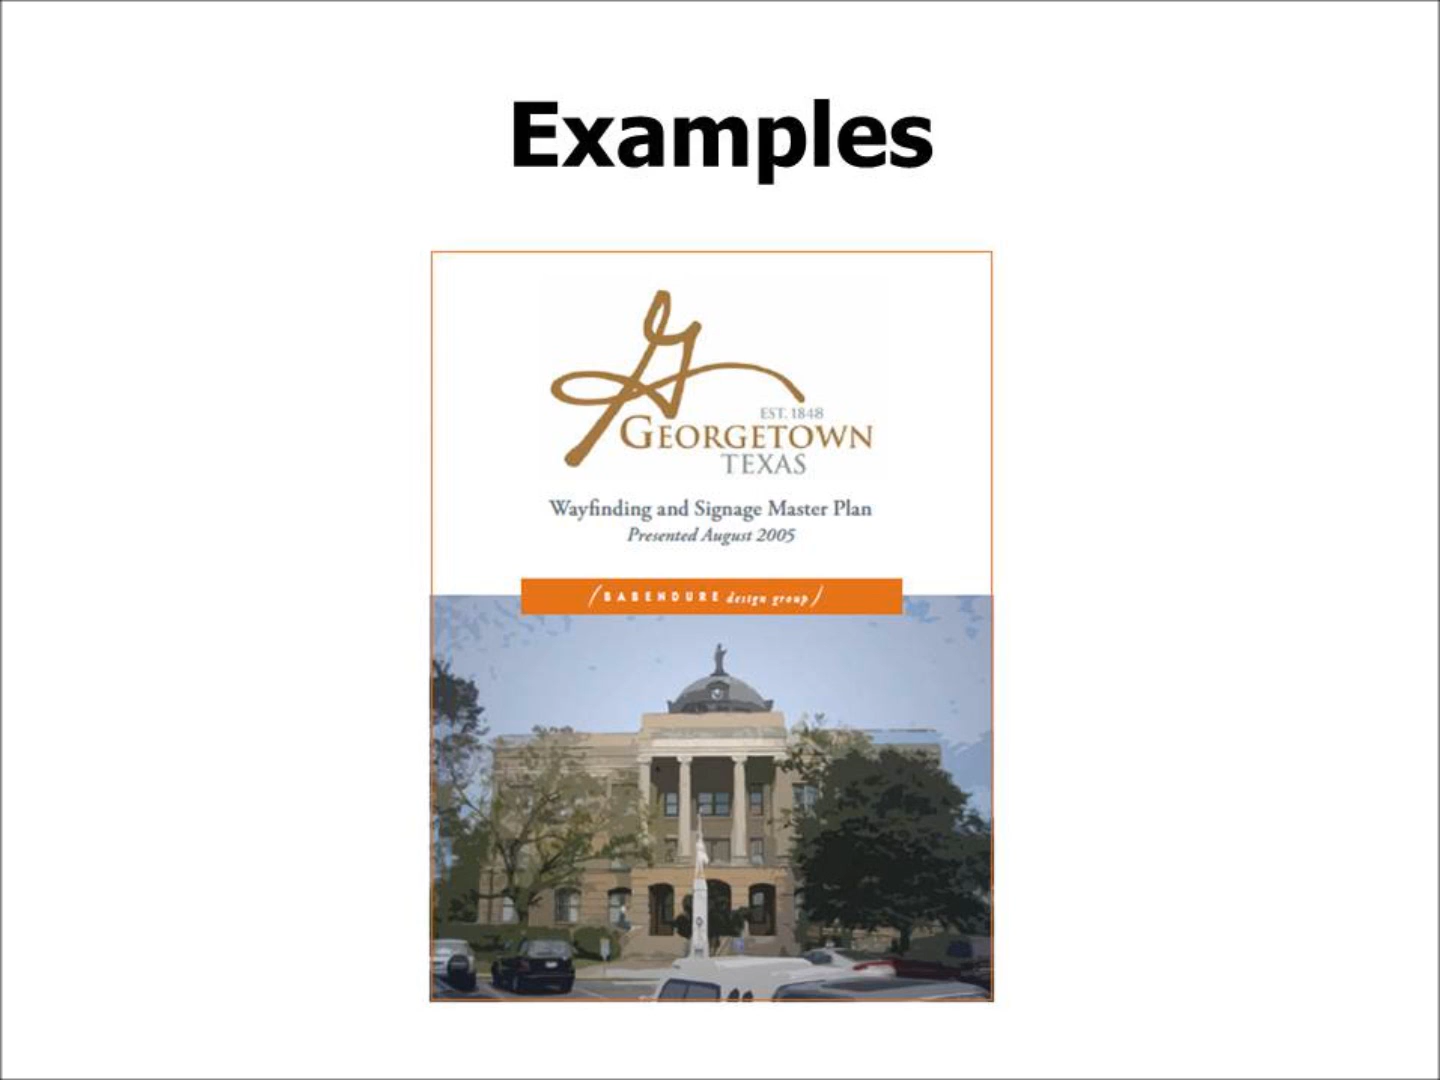 Examples
EST. 1848
GEORGETOWN
TEXAS
Wayfinding and Signage Master Plan
Presented August 2005
(BABENDURE design group)